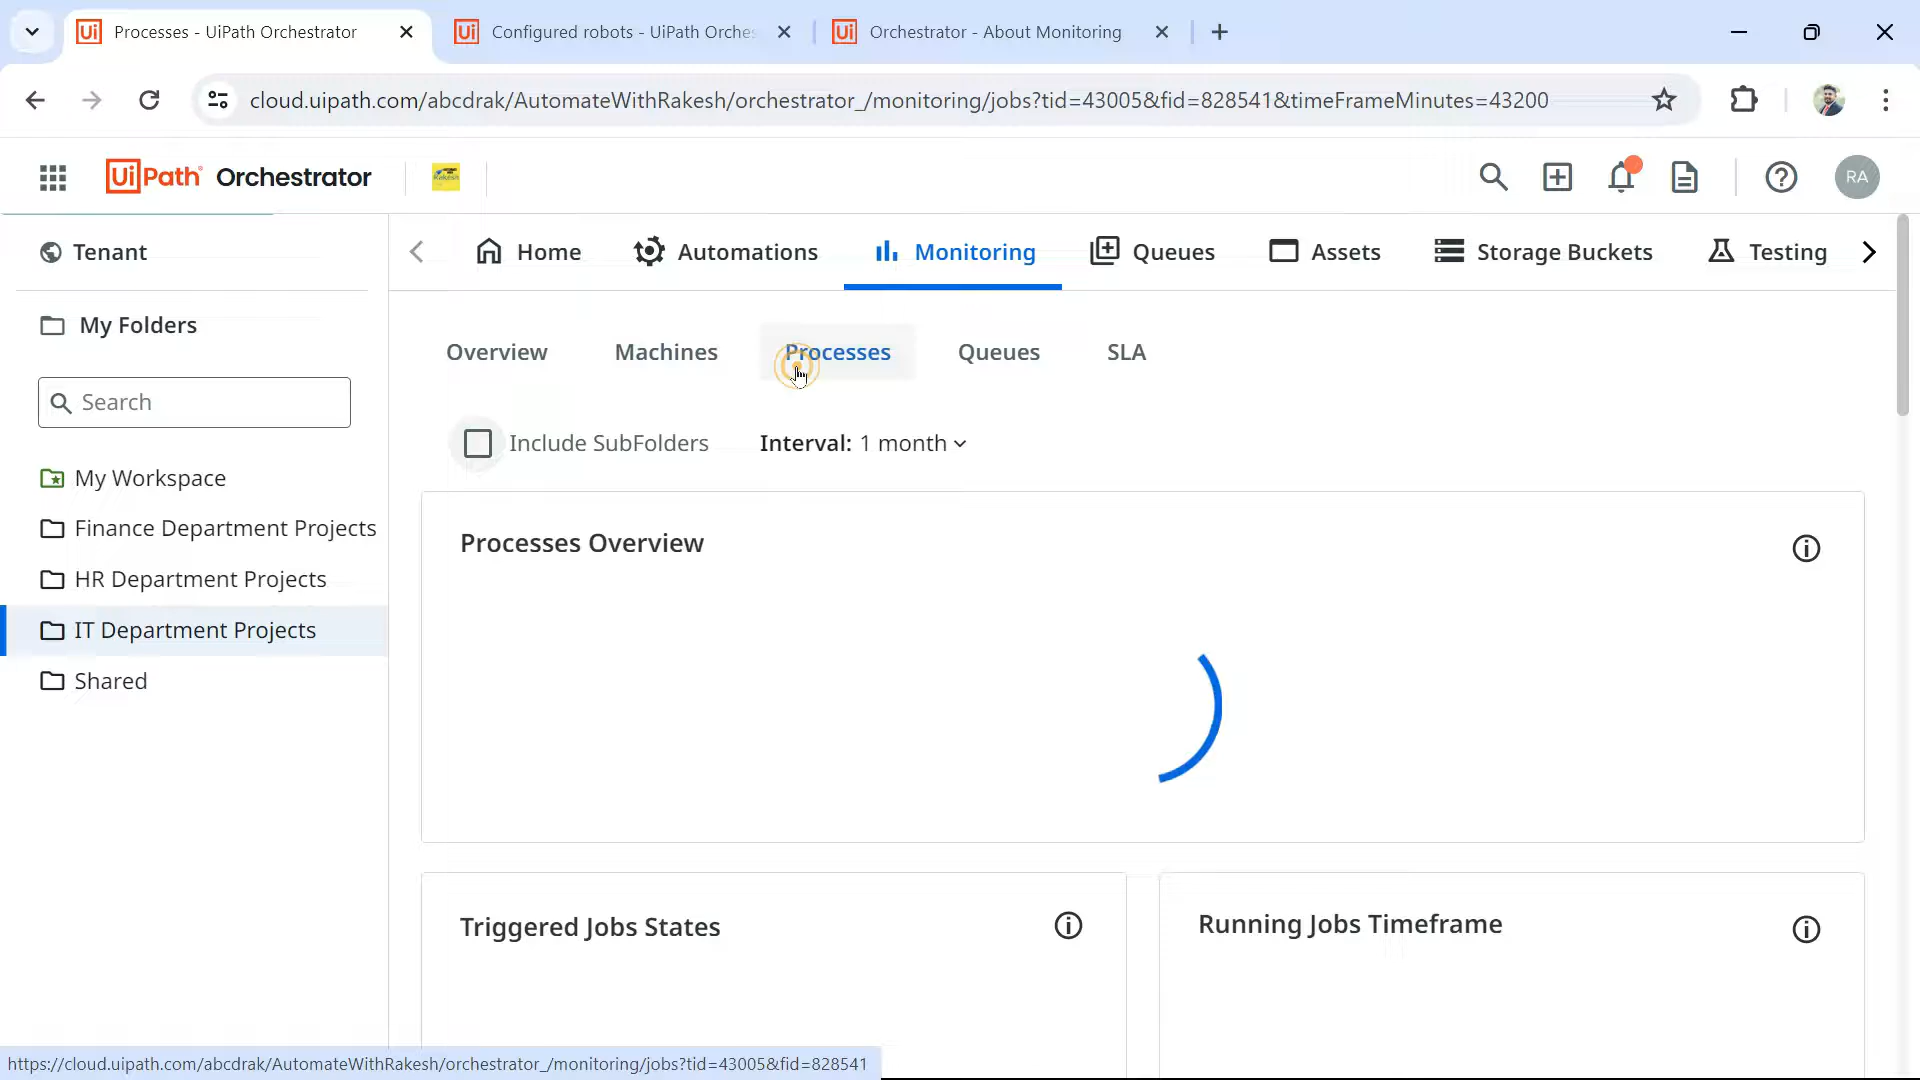 Processes - UiPath Orchestrator
Configured robots - UiPath Orches
Orchestrator - About Monitoring
cloud.uipath.com/abcdrak/AutomateWithRakesh/orchestrator_/monitoring/jobs?tid=43005&fid=828541&timeFrameMinutes=43200
UiPath Orchestrator
RA
Tenant
My Folders
Search
My Workspace
Finance Department Projects
HR Department Projects
IT Department Projects
Shared
Home
Automations
Monitoring
Queues
Assets
Storage Buckets
Testing
Overview
Machines
Processes
Queues
SLA
Include SubFolders
Interval: 1 month
Processes Overview
Triggered Jobs States
Running Jobs Timeframe
https://cloud.uipath.com/abcdrak/AutomateWithRakesh/orchestrator_/monitoring/jobs?tid=43005&fid=828541